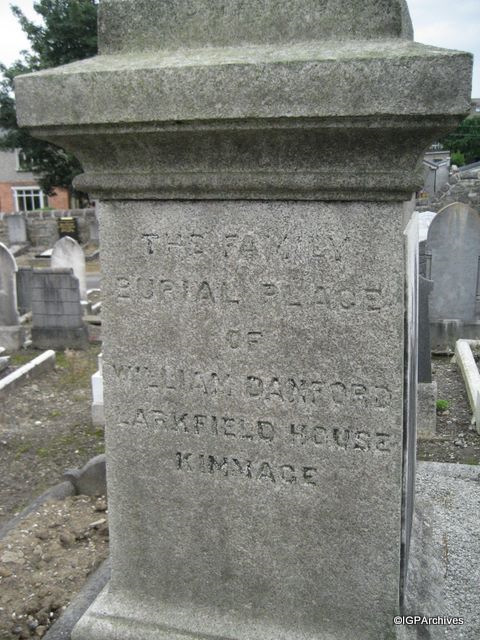 THE FAMILY
BURIAL PLACE
OF
WILLIAM DANFORD
LARKFIELD HOUSE
KIMMAGE
©IGPArchives